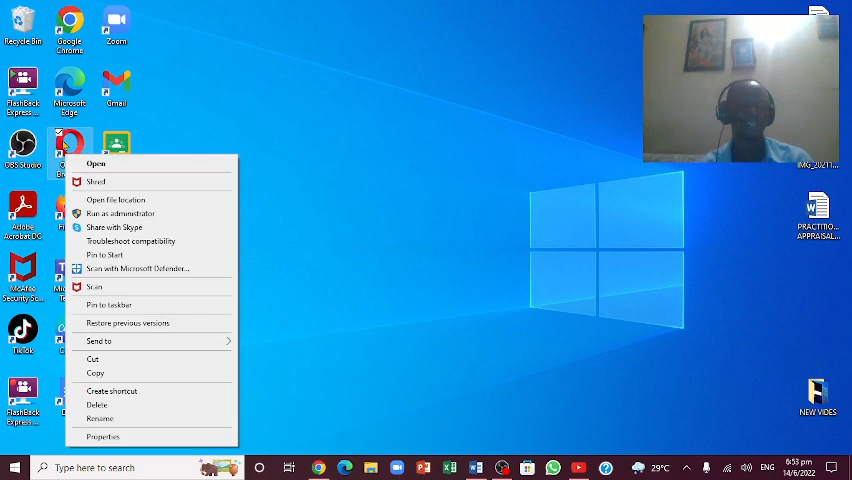 Recycle Bin
Google
Chrome
Zoom
FlashBack
Express ...
Microsoft
Edge
Gmail
OBS Studio
Adobe
Acrobat DC
McAfee
Security Sc...
TikTok
FlashBack
Express ...
Open
Shred
Open file location
Run as administrator
Share with Skype
Troubleshoot compatibility
Pin to Start
Scan with Microsoft Defender...
Scan
Pin to taskbar
Restore previous versions
Send to
Cut
Copy
Create shortcut
Delete
Rename
Properties
IMG_20211...
PRACTITIO...
APPRAISAL...
NEW VIDES
Type here to search
29°C
ENG
6:53 pm
14/6/2022